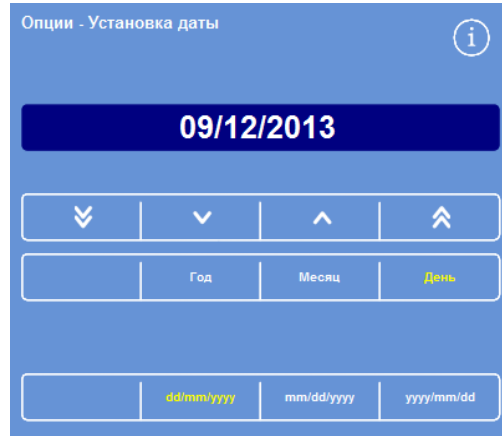 Опции - Установка даты
i
09/12/2013
Год Месяц День
dd/mm/yyyy mm/dd/yyyy yyyy/mm/dd